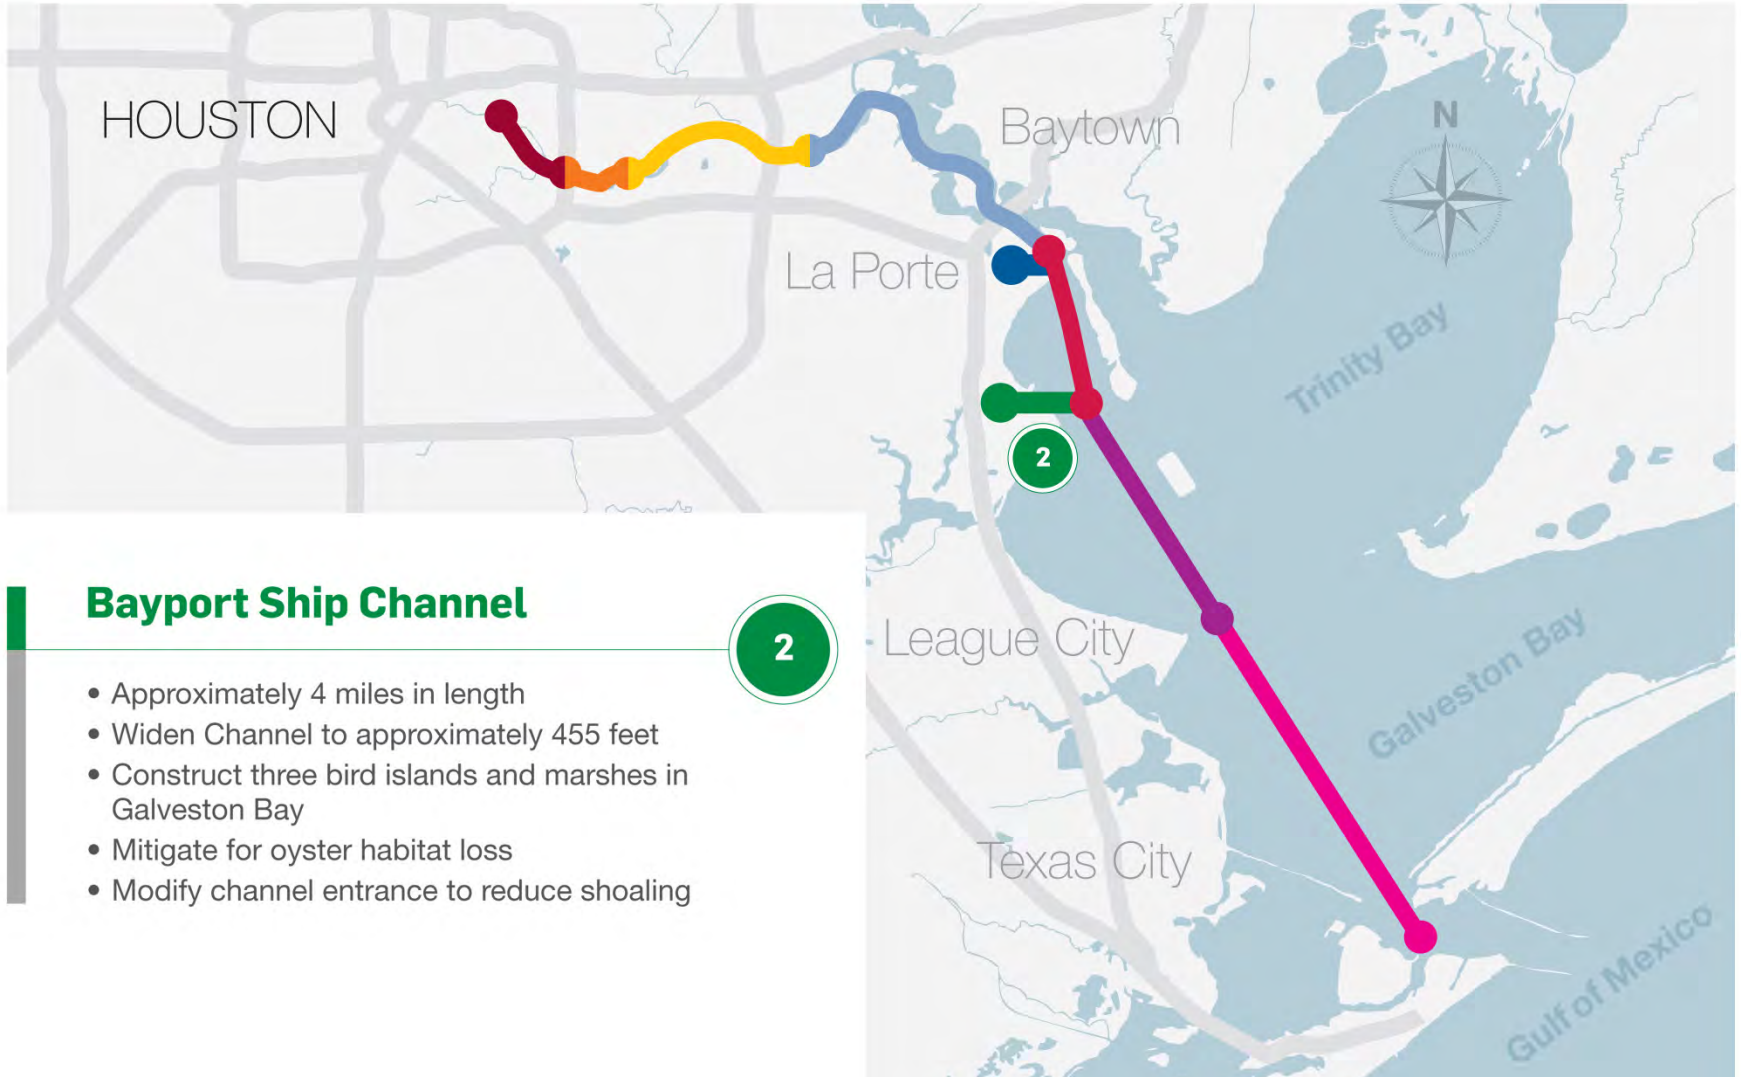 HOUSTON
Baytown
N
La Porte
Trinity Bay
2
Bayport Ship Channel
2
• Approximately 4 miles in length
• Widen Channel to approximately 455 feet
• Construct three bird islands and marshes in
Galveston Bay
• Mitigate for oyster habitat loss
• Modify channel entrance to reduce shoaling
League City
Galveston Bay
Texas City
Gulf of Mexico